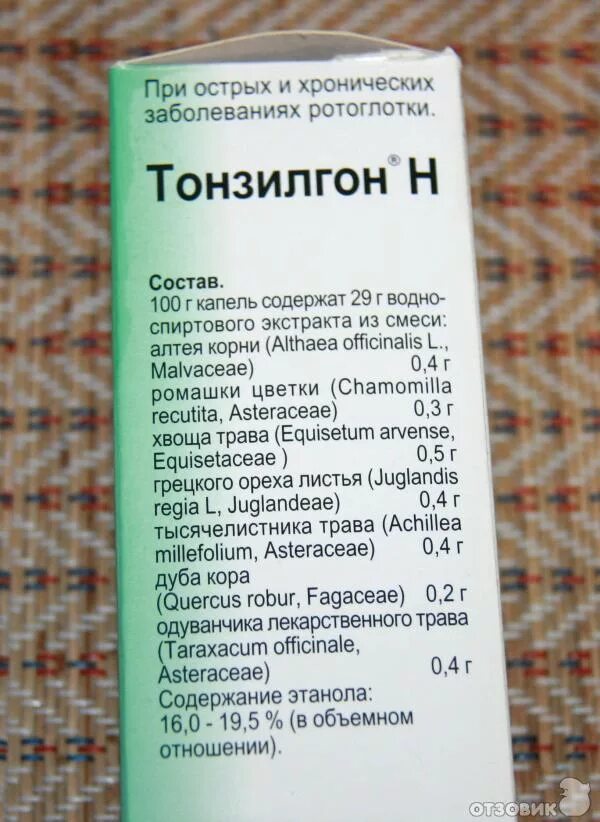 При острых и хронических
заболеваниях ротоглотки.
Тонзилгон® Н
Состав.
100 г капель содержат 29 г водно-
спиртового экстракта из смеси:
алтея корни (Althaea officinalis L.,
Malvaceae) 0,4 г
ромашки цветки (Chamomilla
recutita, Asteraceae) 0,3 г
хвоща трава (Equisetum arvense,
Equisetaceae ) 0,5 г
грецкого ореха листья (Juglandis
regia L, Juglandeae) 0,4 г
тысячелистника трава (Achillea
millefolium, Asteraceae) 0,4 г
дуба кора
(Quercus robur, Fagaceae) 0,2 г
одуванчика лекарственного трава
(Taraxacum officinale,
Asteraceae) 0,4 г
Содержание этанола:
16,0 - 19,5 % (в объемном
отношении).
ОТЗОВИК